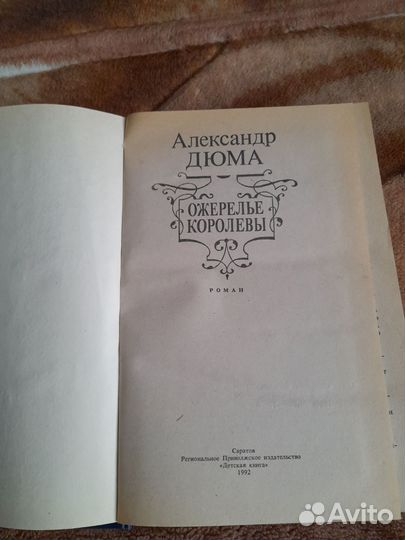 Александр
ДЮМА
ОЖЕРЕЛЬЕ
КОРОЛЕВЫ
РОМАН
Саратов
Региональное Приволжское издательство
«Детская книга»
1992
Avito